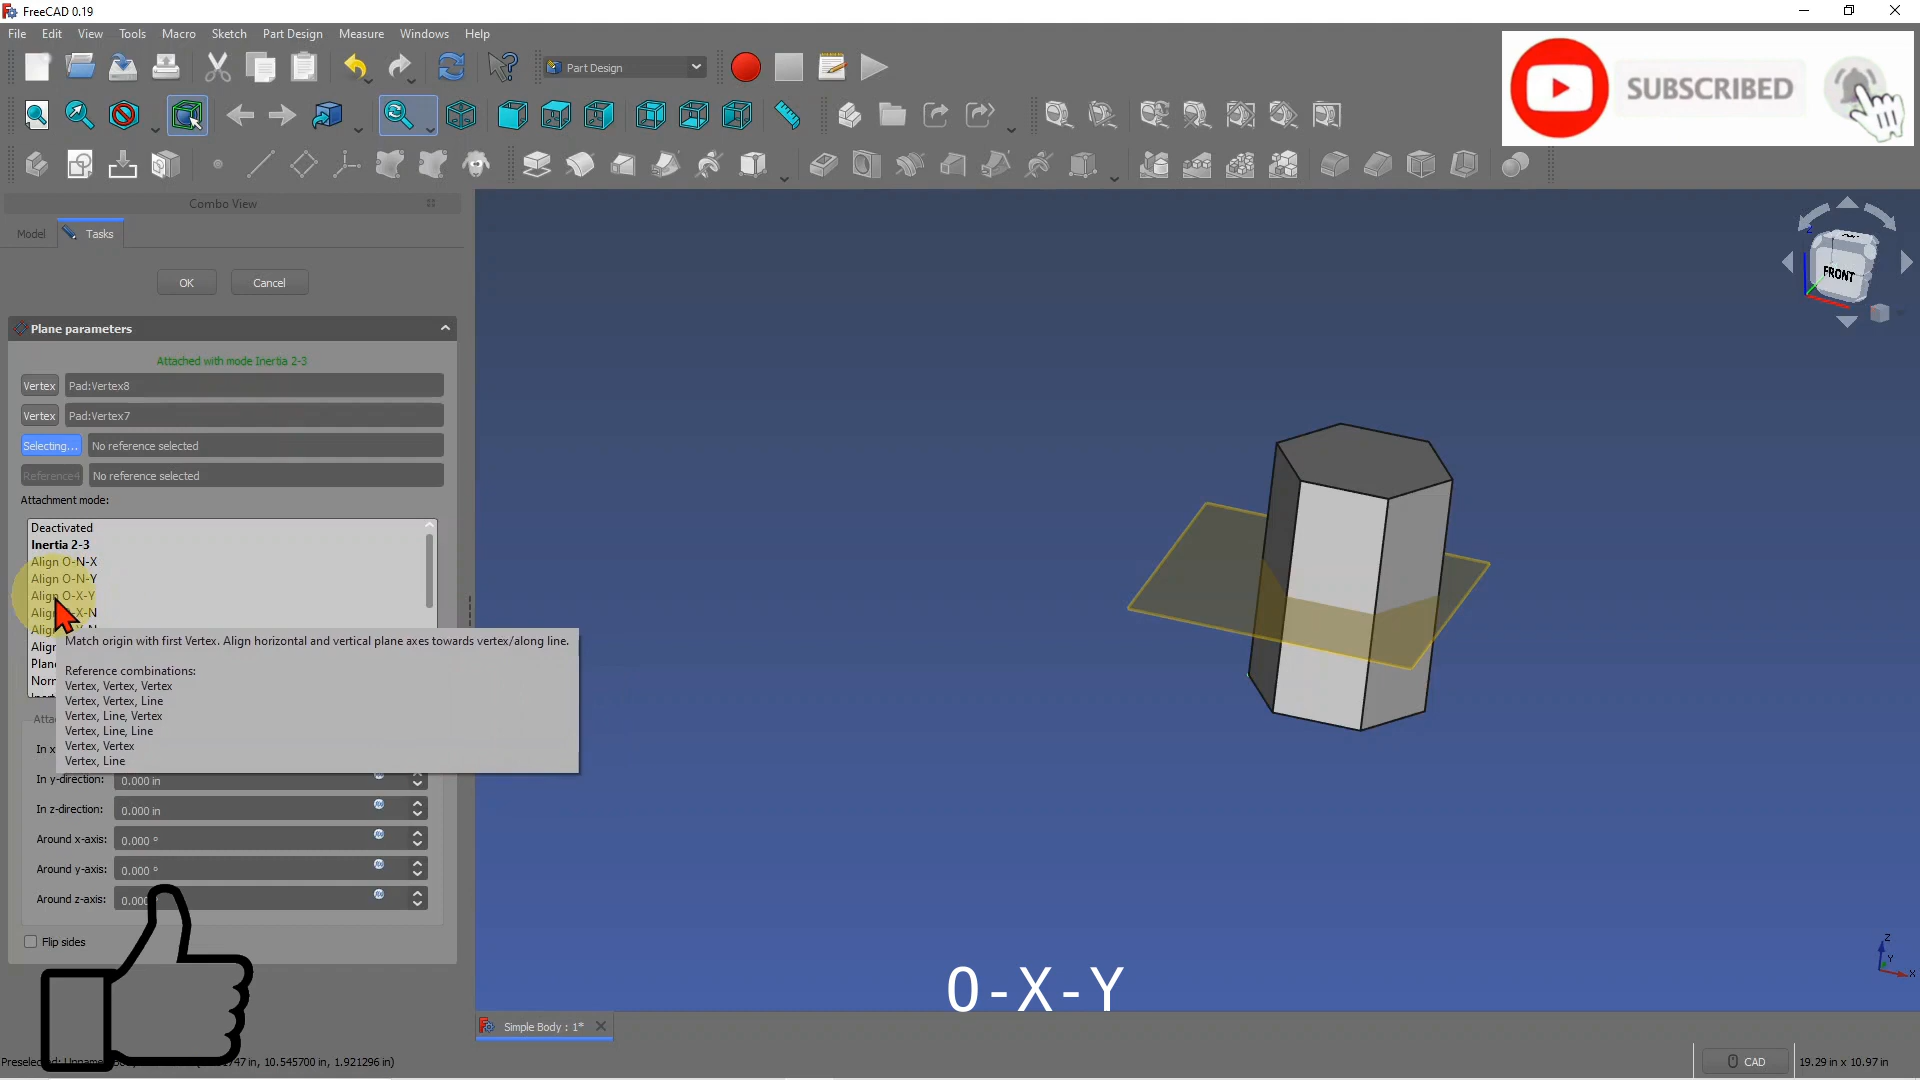 FreeCAD 0.19
File Edit View Tools Macro Sketch Part Design Measure Windows Help
Part Design
SUBSCRIBED
Combo View
Model Tasks
OK Cancel
FRONT
Plane parameters
Attached with mode Inertia 2-3
Vertex Pad:Vertex8
Vertex Pad:Vertex7
Selecting... No reference selected
Reference4 No reference selected
Attachment mode:
Deactivated
Inertia 2-3
Align O-N-X
Align O-N-Y
Align O-X-Y
Match origin with first Vertex. Align horizontal and vertical plane axes towards vertex/along line.
Reference combinations:
Vertex, Vertex, Vertex
Vertex, Vertex, Line
Vertex, Line, Vertex
Vertex, Line, Line
Vertex, Vertex
Vertex, Line
In y-direction: 0.000 in
In z-direction: 0.000 in
Around x-axis: 0.000 °
Around y-axis: 0.000 °
Around z-axis:
Flip sides
Z
Y
X
O-X-Y
Simple Body : 1*
10.545700 in, 1.921296 in)
CAD 19.29 in x 10.97 in